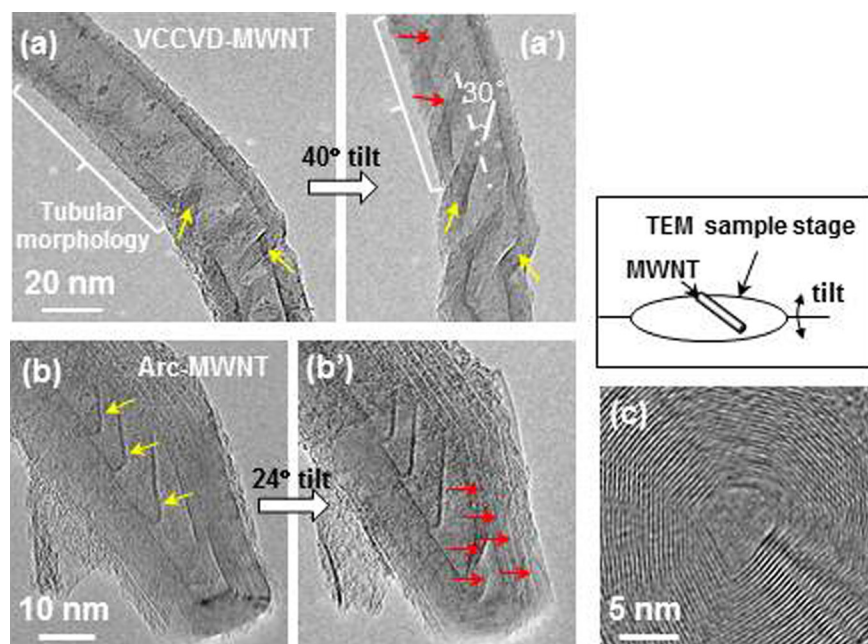 (a) VCCVD-MWNT
Tubular
morphology
20 nm
40° tilt
(a’)
30°
TEM sample stage
MWNT
tilt
(b) Arc-MWNT
10 nm
24° tilt
(b’)
(c)
5 nm